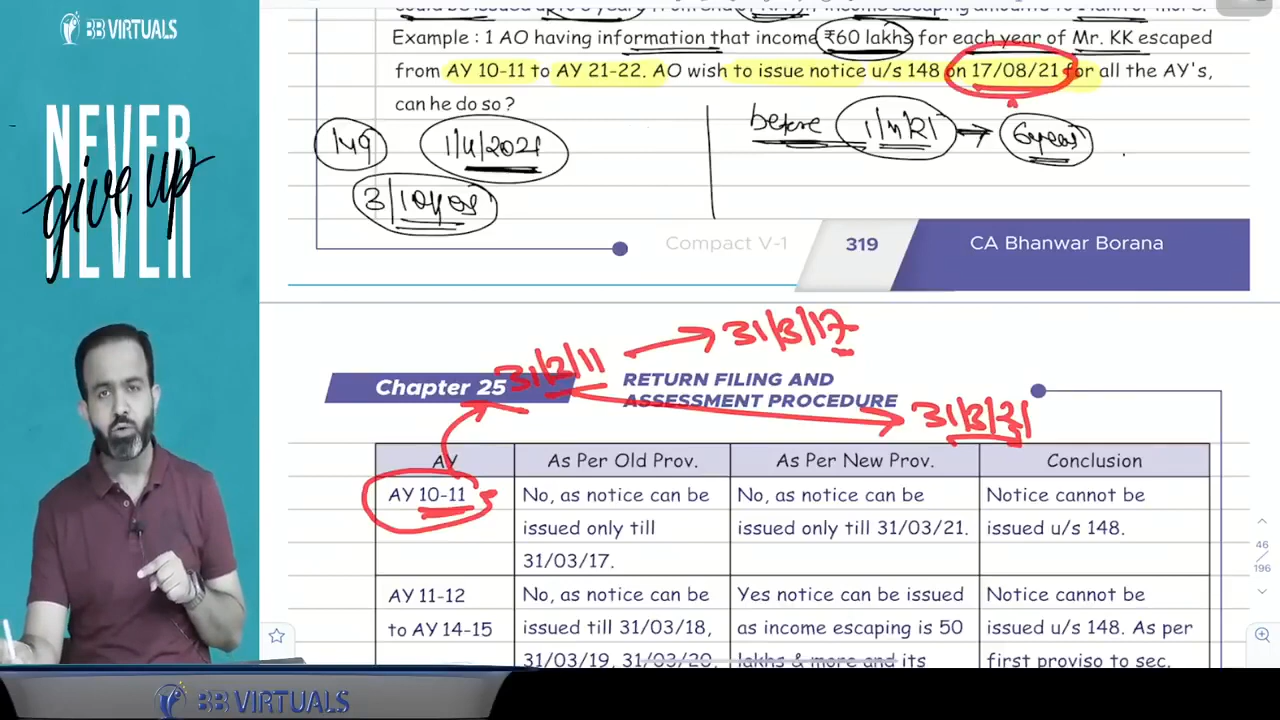 BB VIRTUALS
NEVER
give up
NEVER
Example : 1 AO having information that income ₹60 lakhs for each year of Mr. KK escaped
from AY 10-11 to AY 21-22. AO wish to issue notice u/s 148 on 17/08/21 for all the AY's,
can he do so ?
149
1/4/2021
before 1/4/21 → 6 years
3/10 years
Compact V-1
319
CA Bhanwar Borana
31/3/11
31/3/17
31/3/21
Chapter 25
RETURN FILING AND
ASSESSMENT PROCEDURE
AY
As Per Old Prov.
As Per New Prov.
Conclusion
AY 10-11
No, as notice can be
issued only till
31/03/17.
No, as notice can be
issued only till 31/03/21.
Notice cannot be
issued u/s 148.
AY 11-12
to AY 14-15
No, as notice can be
issued till 31/03/18,
31/03/19, 31/03/20,
Yes notice can be issued
as income escaping is 50
lakhs & more and its
Notice cannot be
issued u/s 148. As per
first proviso to sec.
46
196
BB VIRTUALS